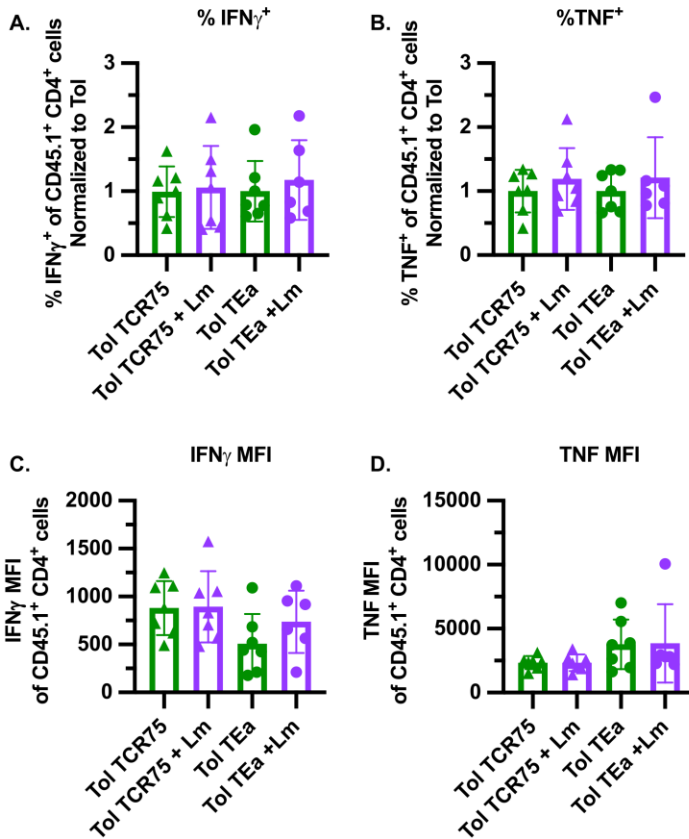 A.
% IFNγ⁺
% IFNγ⁺ of CD45.1⁺ CD4⁺ cells
Normalized to Tol
3
2
1
0
Tol TCR75
Tol TCR75 + Lm
Tol TEa
Tol TEa +Lm
B.
%TNF⁺
% TNF⁺ of CD45.1⁺ CD4⁺ cells
Normalized to Tol
3
2
1
0
Tol TCR75
Tol TCR75 + Lm
Tol TEa
Tol TEa +Lm
C.
IFNγ MFI
IFNγ MFI
of CD45.1⁺ CD4⁺ cells
2000
1500
1000
500
0
Tol TCR75
Tol TCR75 + Lm
Tol TEa
Tol TEa +Lm
D.
TNF MFI
TNF MFI
of CD45.1⁺ CD4⁺ cells
15000
10000
5000
0
Tol TCR75
Tol TCR75 + Lm
Tol TEa
Tol TEa +Lm